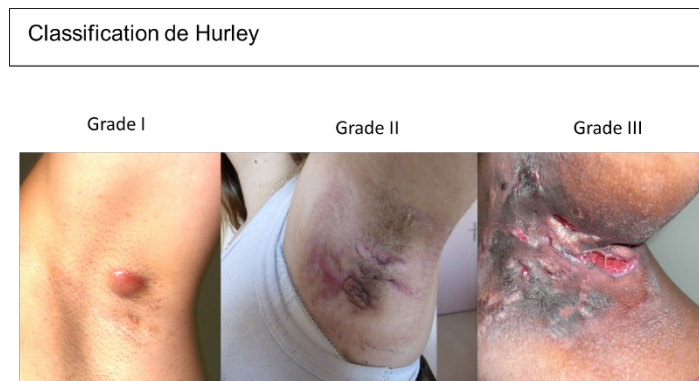 Classification de Hurley
Grade I
Grade II
Grade III